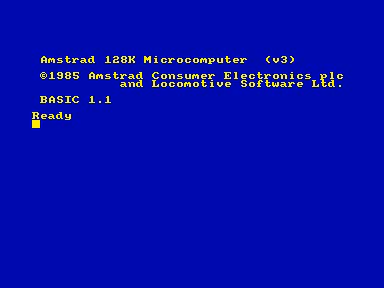 Amstrad 128K Microcomputer (v3)
©1985 Amstrad Consumer Electronics plc
and Locomotive Software Ltd.
BASIC 1.1
Ready